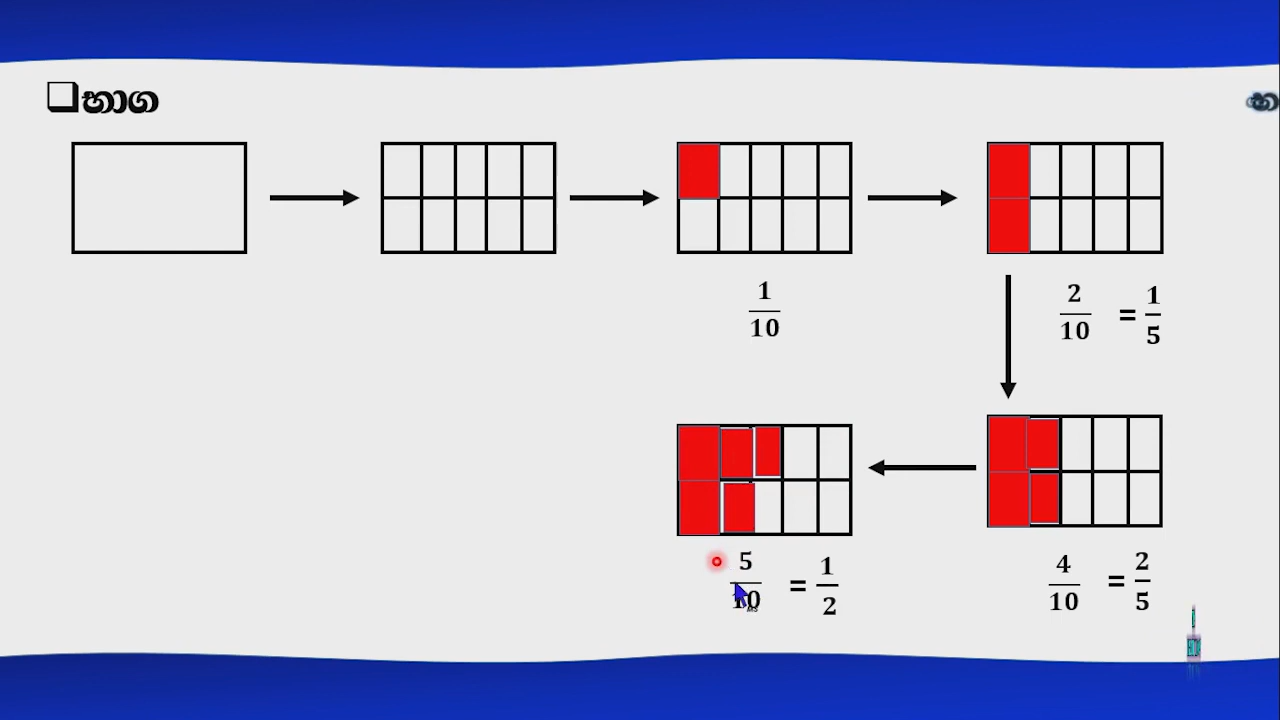 ❑භාග
1/10
2/10 = 1/5
5/10 = 1/2
4/10 = 2/5